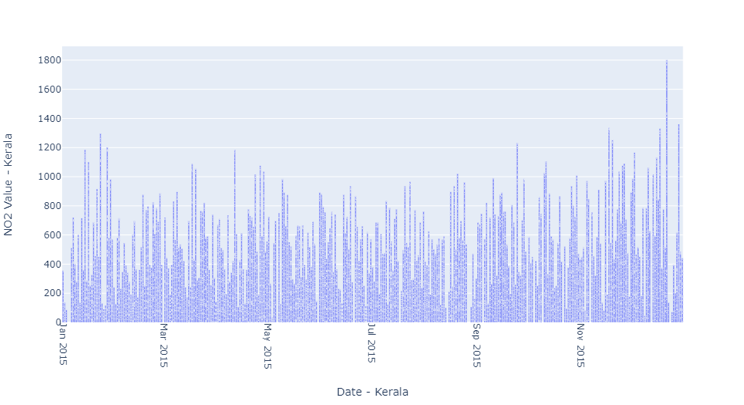 1800
1600
1400
1200
1000
800
600
400
200
0
NO2 Value - Kerala
Jan 2015
Mar 2015
May 2015
Jul 2015
Sep 2015
Nov 2015
Date - Kerala